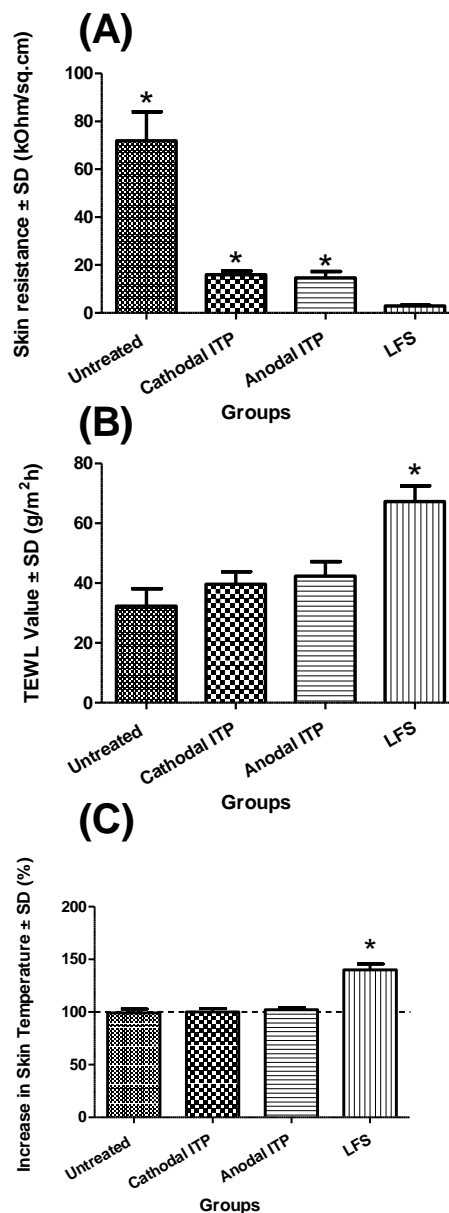 (A)
Skin resistance ± SD (kOhm/sq.cm)
100
80
60
40
20
0
*
*
*
Untreated
Cathodal ITP
Anodal ITP
LFS
Groups
(B)
TEWL Value ± SD (g/m²h)
80
60
40
20
0
*
Untreated
Cathodal ITP
Anodal ITP
LFS
Groups
(C)
Increase in Skin Temperature ± SD (%)
200
150
100
50
0
*
Untreated
Cathodal ITP
Anodal ITP
LFS
Groups